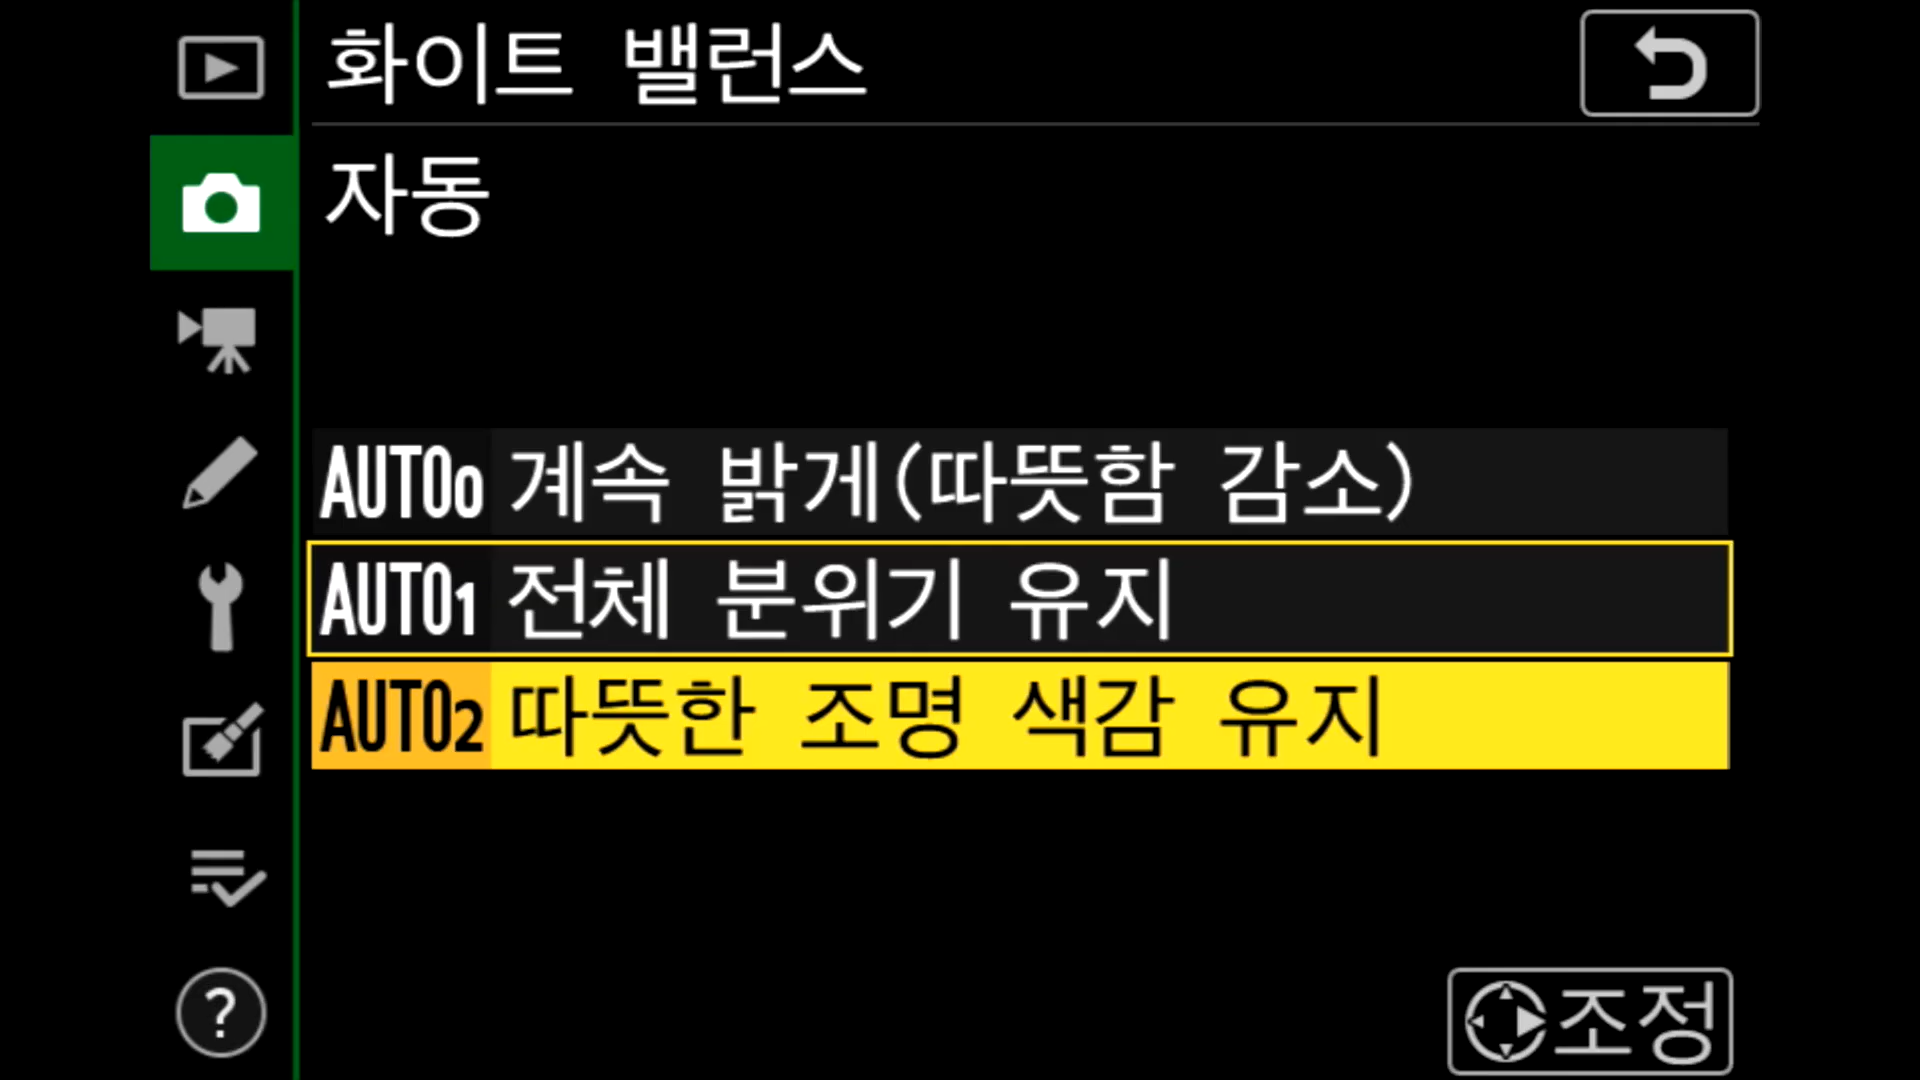 화이트 밸런스
자동
AUTO0 계속 밝게(따뜻함 감소)
AUTO1 전체 분위기 유지
AUTO2 따뜻한 조명 색감 유지
?
조정